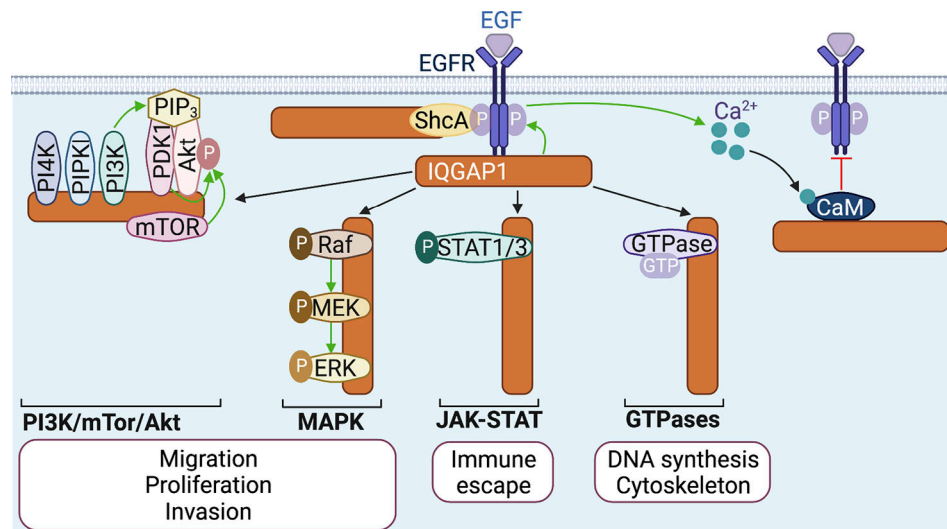 EGF
EGFR
PIP3
ShcA
P
P
Ca2+
P
P
PI4K
PIPKI
PI3K
PDK1
Akt
P
IQGAP1
mTOR
CaM
P
Raf
P
STAT1/3
GTPase
GTP
P
MEK
P
ERK
PI3K/mTor/Akt
MAPK
JAK-STAT
GTPases
Migration
Proliferation
Invasion
Immune
escape
DNA synthesis
Cytoskeleton